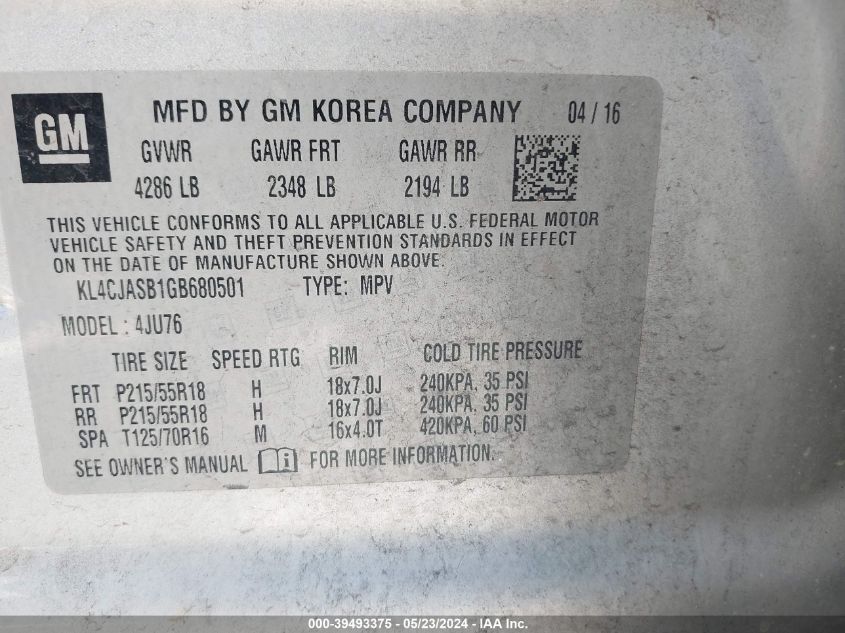 GM
MFD BY GM KOREA COMPANY 04 / 16
GVWR GAWR FRT GAWR RR
4286 LB 2348 LB 2194 LB
THIS VEHICLE CONFORMS TO ALL APPLICABLE U.S. FEDERAL MOTOR
VEHICLE SAFETY AND THEFT PREVENTION STANDARDS IN EFFECT
ON THE DATE OF MANUFACTURE SHOWN ABOVE.
KL4CJASB1GB680501 TYPE: MPV
MODEL : 4JU76
TIRE SIZE SPEED RTG RIM COLD TIRE PRESSURE
FRT P215/55R18 H 18x7.0J 240KPA, 35 PSI
RR P215/55R18 H 18x7.0J 240KPA, 35 PSI
SPA T125/70R16 M 16x4.0T 420KPA, 60 PSI
SEE OWNER'S MANUAL i FOR MORE INFORMATION.
000-39493375 - 05/23/2024 - IAA Inc.